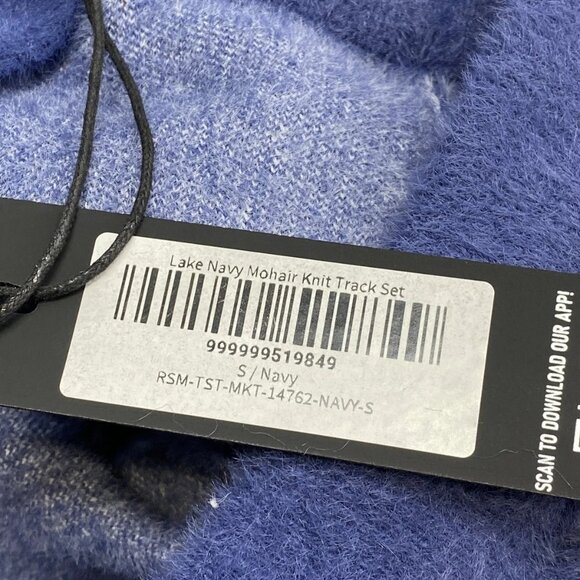 Lake Navy Mohair Knit Track Set
999999519849
S / Navy
RSM-TST-MKT-14762-NAVY-S
SCAN TO DOWNLOAD OUR APP!